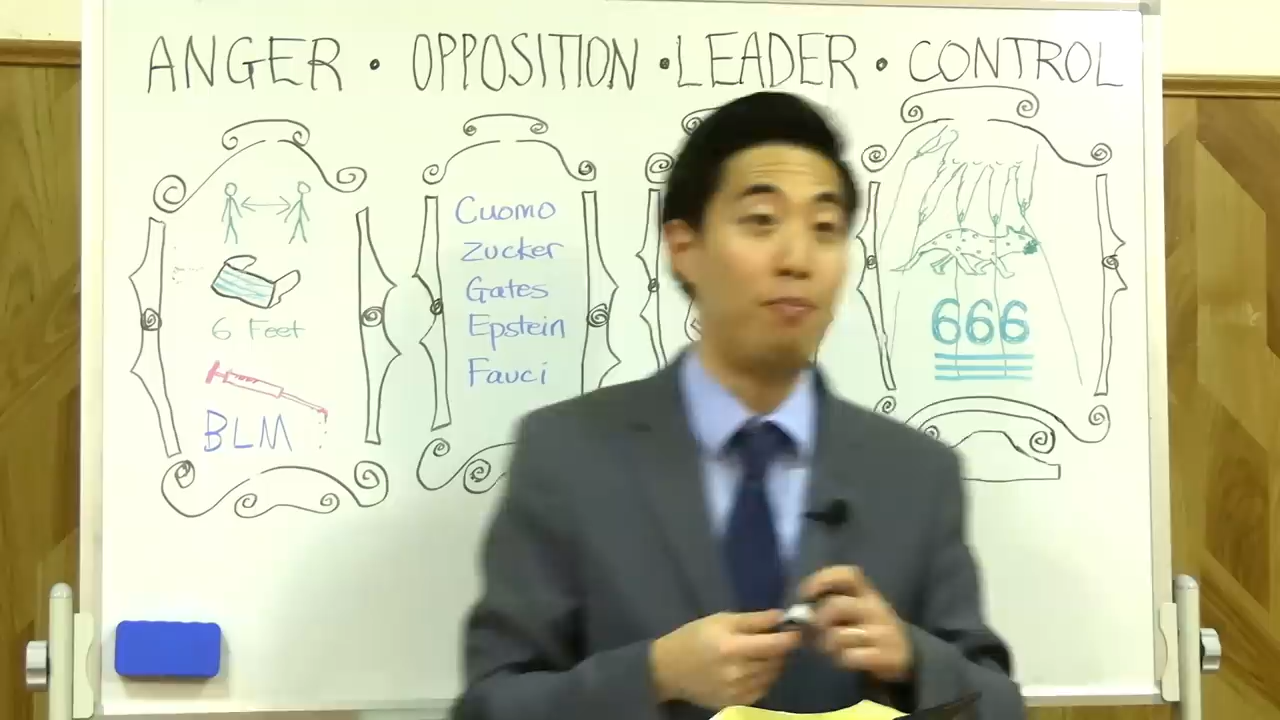 ANGER • OPPOSITION • LEADER • CONTROL
6 Feet
BLM
Cuomo
Zucker
Gates
Epstein
Fauci
666